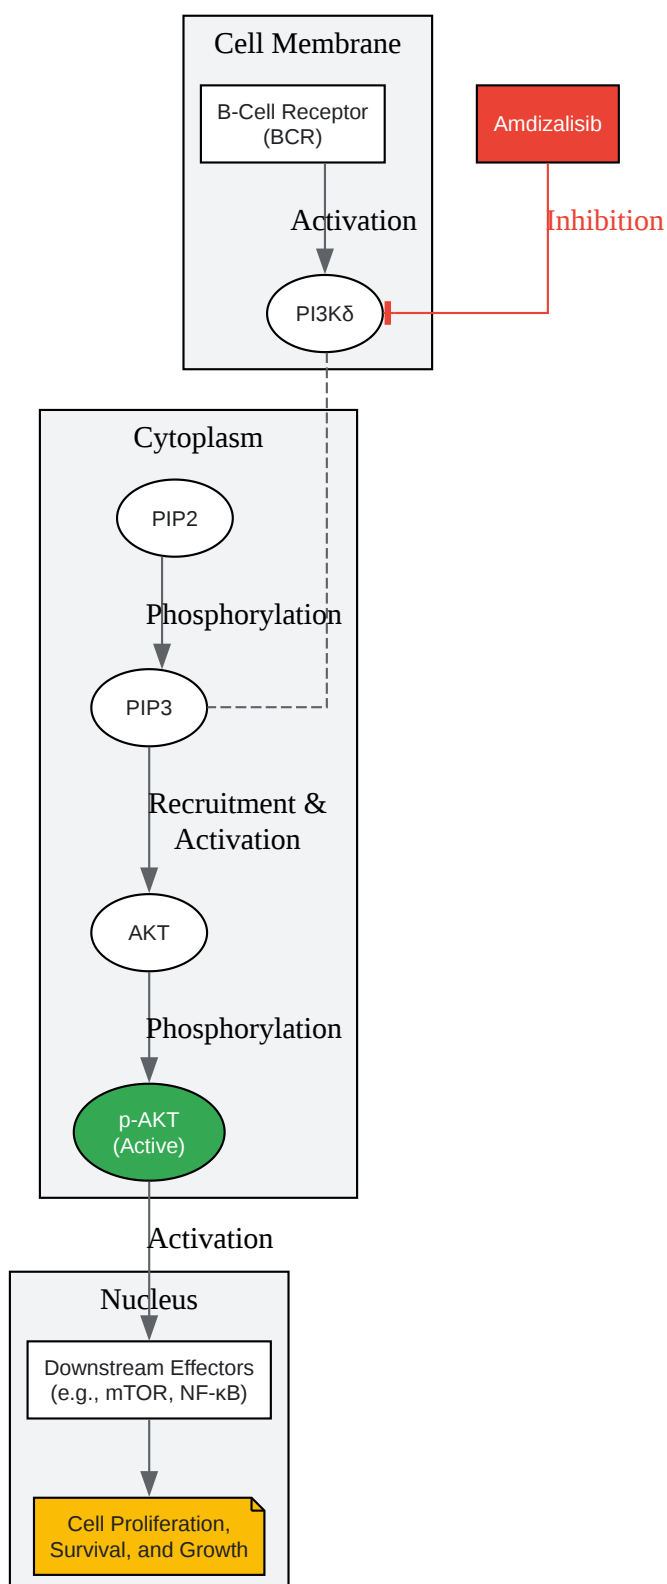 Cell Membrane
B-Cell Receptor
(BCR)
Amdizalisib
Activation
Inhibition
PI3Kδ
Cytoplasm
PIP2
Phosphorylation
PIP3
Recruitment &
Activation
AKT
Phosphorylation
p-AKT
(Active)
Activation
Nucleus
Downstream Effectors
(e.g., mTOR, NF-κB)
Cell Proliferation,
Survival, and Growth